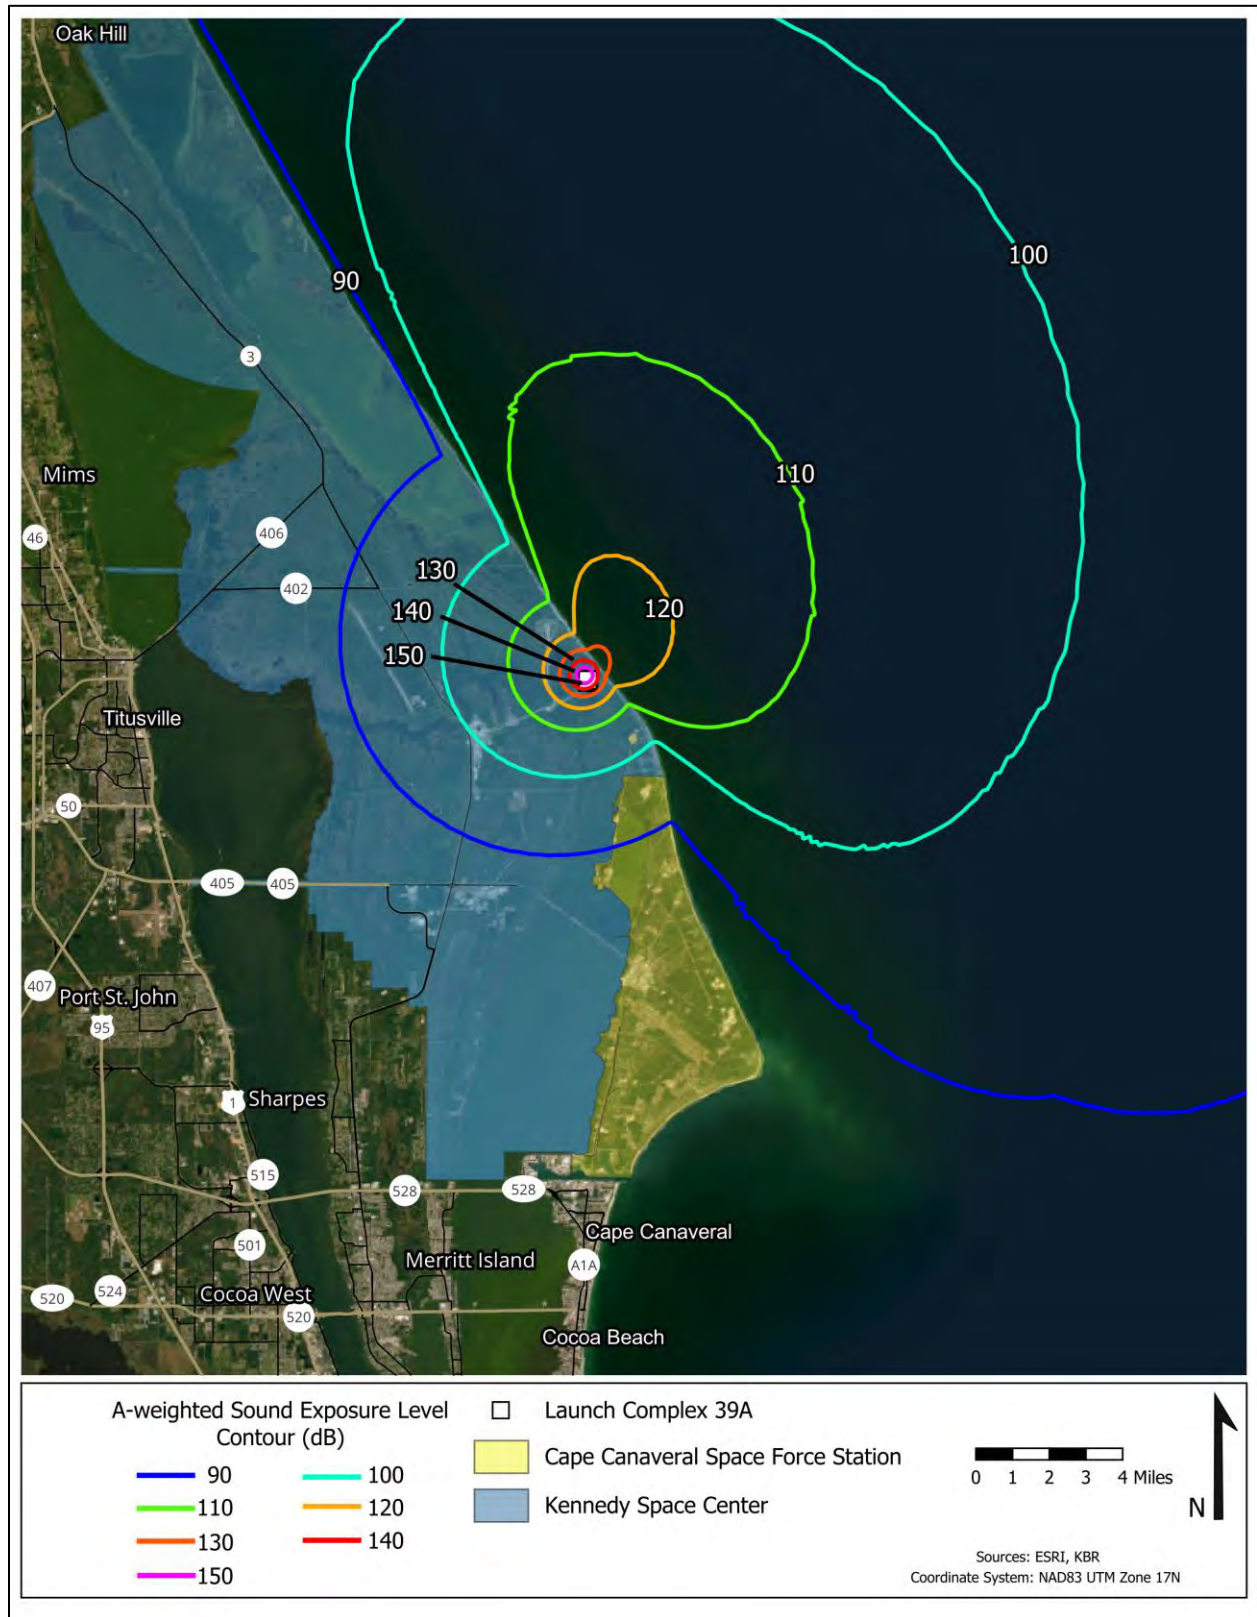 Oak Hill
100
90
3
110
Mims
406
46
130
402
120
140
150
Titusville
50
405
405
407
Port St. John
95
1
Sharpes
515
528
528
Cape Canaveral
501
Merritt Island
A1A
524
Cocoa West
520
520
Cocoa Beach
A-weighted Sound Exposure Level
Contour (dB)
90
100
110
120
130
140
150
Launch Complex 39A
Cape Canaveral Space Force Station
Kennedy Space Center
0 1 2 3 4 Miles
N
Sources: ESRI, KBR
Coordinate System: NAD83 UTM Zone 17N